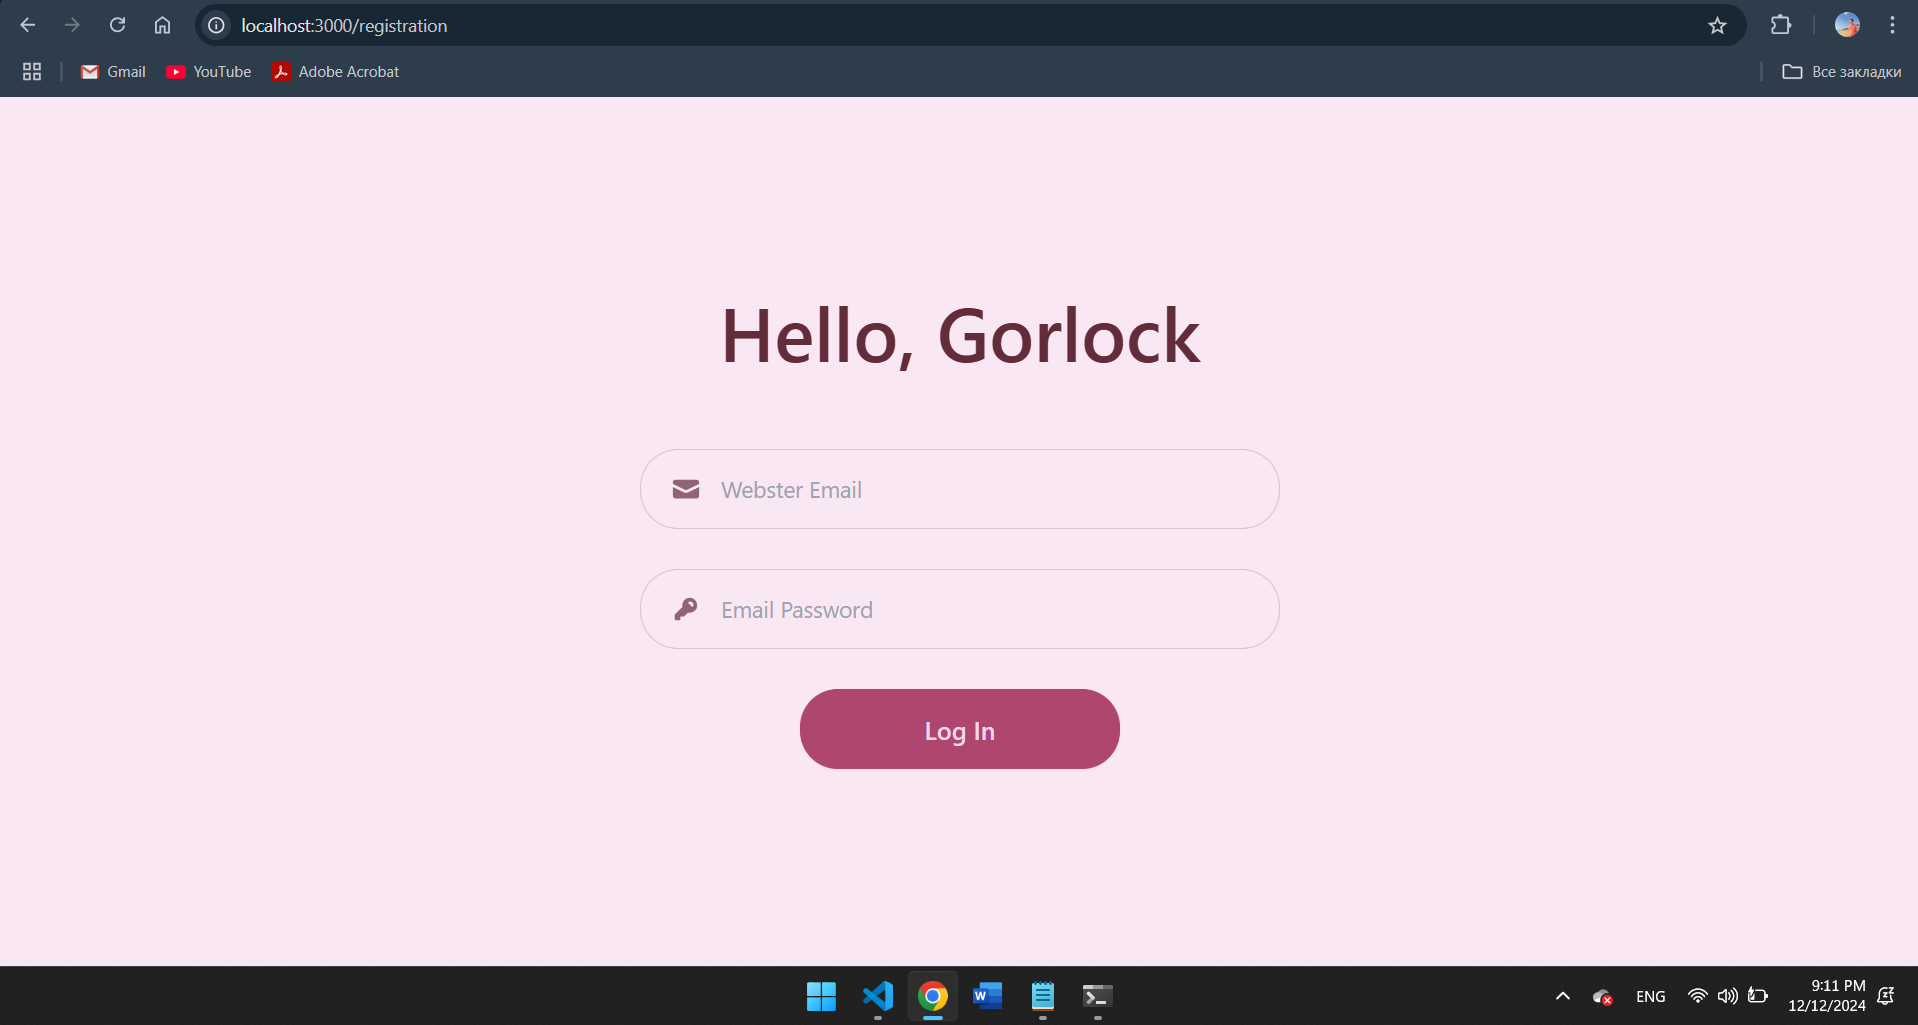 localhost:3000/registration
Gmail
YouTube
Adobe Acrobat
Все закладки
Hello, Gorlock
Webster Email
Email Password
Log In
W
ENG
9:11 PM
12/12/2024